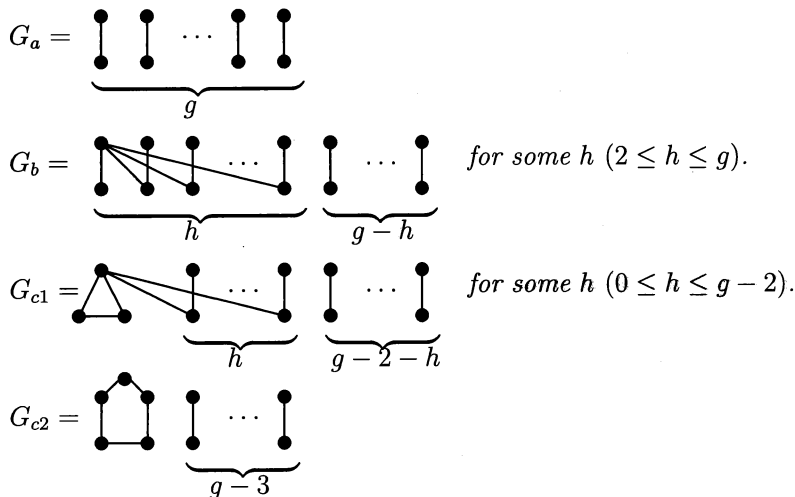 G_a =
...
g
G_b =
... ...
for some h (2 ≤ h ≤ g).
h g − h
G_{c1} =
... ...
for some h (0 ≤ h ≤ g − 2).
h g − 2 − h
G_{c2} =
...
g − 3